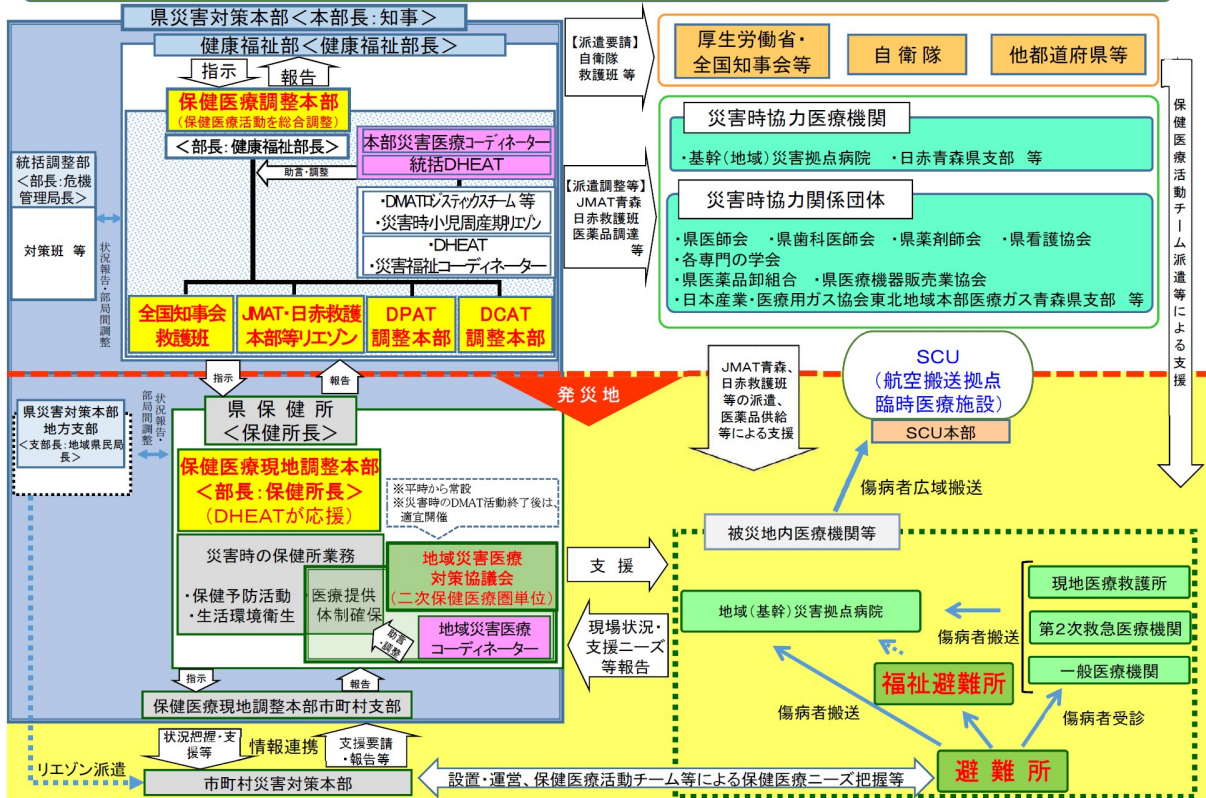 県災害対策本部<本部長:知事>
健康福祉部<健康福祉部長>
指示
報告
保健医療調整本部
(保健医療活動を総合調整)
<部長:健康福祉部長>
本部災害医療コーディネーター
統括DHEAT
助言・調整
・DMATロジスティックスチーム 等
・災害時小児周産期リエゾン
・DHEAT
・災害福祉コーディネーター
統括調整部
<部長:危機
管理局長>
対策班 等
状況報告・部局間調整
全国知事会
救護班
JMAT・日赤救護
本部等リエゾン
DPAT
調整本部
DCAT
調整本部
【派遣要請】
自衛隊
救護班 等
厚生労働省・
全国知事会等
自 衛 隊
他都道府県等
【派遣調整等】
JMAT青森
日赤救護班
医薬品調達
等
災害時協力医療機関
・基幹(地域)災害拠点病院 ・日赤青森県支部 等
災害時協力関係団体
・県医師会 ・県歯科医師会 ・県薬剤師会 ・県看護協会
・各専門の学会
・県医薬品卸組合 ・県医療機器販売業協会
・日本産業・医療用ガス協会東北地域本部医療ガス青森県支部 等
保健医療活動チーム派遣等による支援
指示
報告
発 災 地
JMAT青森、
日赤救護班
等の派遣、
医薬品供給
等による支援
SCU
(航空搬送拠点
臨時医療施設)
SCU本部
傷病者広域搬送
県災害対策本部
地方支部
<支部長:地域県民局
長>
状況報告・
部局間調整
県 保 健 所
<保健所長>
保健医療現地調整本部
<部長:保健所長>
(DHEATが応援)
※平時から常設
※災害時のDMAT活動終了後は、
適宜開催
災害時の保健所業務
・保健予防活動
・生活環境衛生
・医療提供
体制確保
地域災害医療
対策協議会
(二次保健医療圏単位)
助言
・調整
地域災害医療
コーディネーター
支 援
現場状況・
支援ニーズ
等報告
被災地内医療機関等
地域(基幹)災害拠点病院
現地医療救護所
第2次救急医療機関
一般医療機関
傷病者搬送
福祉避難所
傷病者搬送
傷病者受診
避 難 所
指示
報告
保健医療現地調整本部市町村支部
状況把握・支
援等
情報連携
支援要請
・報告等
リエゾン派遣
市町村災害対策本部
設置・運営、保健医療活動チーム等による保健医療ニーズ把握等